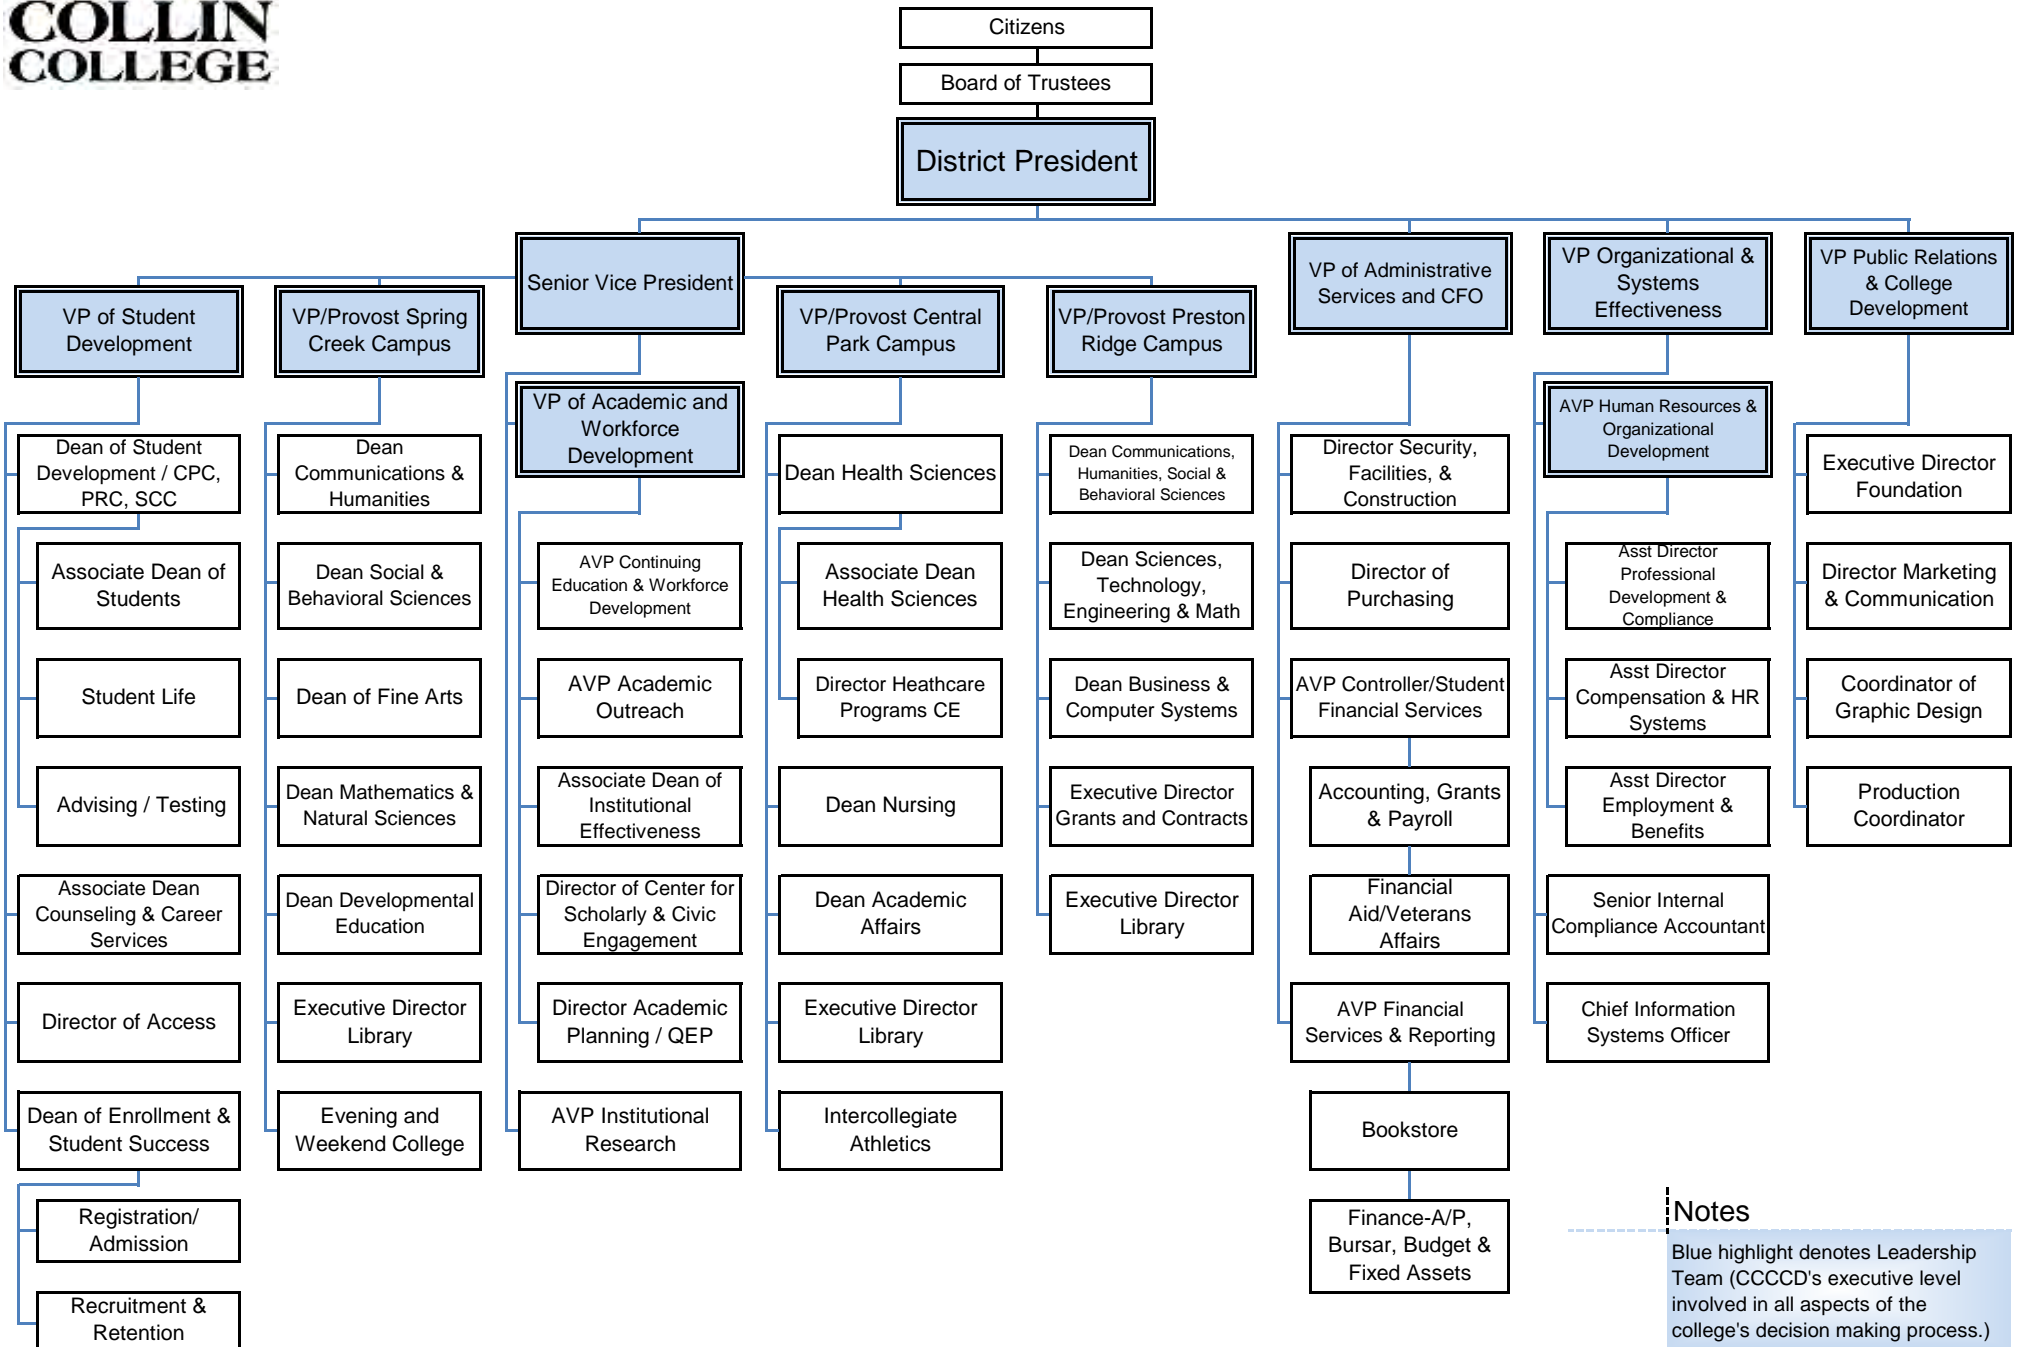 COLLIN
COLLEGE
Citizens
Board of Trustees
District President
Senior Vice President
VP of Administrative
Services and CFO
VP Organizational &
Systems
Effectiveness
VP Public Relations
& College
Development
VP of Student
Development
VP/Provost Spring
Creek Campus
VP/Provost Central
Park Campus
VP/Provost Preston
Ridge Campus
VP of Academic and
Workforce
Development
AVP Human Resources &
Organizational
Development
Dean of Student
Development / CPC,
PRC, SCC
Associate Dean of
Students
Student Life
Advising / Testing
Associate Dean
Counseling & Career
Services
Director of Access
Dean of Enrollment &
Student Success
Registration/
Admission
Recruitment &
Retention
Dean
Communications &
Humanities
Dean Social &
Behavioral Sciences
Dean of Fine Arts
Dean Mathematics &
Natural Sciences
Dean Developmental
Education
Executive Director
Library
Evening and
Weekend College
AVP Continuing
Education & Workforce
Development
AVP Academic
Outreach
Associate Dean of
Institutional
Effectiveness
Director of Center for
Scholarly & Civic
Engagement
Director Academic
Planning / QEP
AVP Institutional
Research
Dean Health Sciences
Associate Dean
Health Sciences
Director Heathcare
Programs CE
Dean Nursing
Dean Academic
Affairs
Executive Director
Library
Intercollegiate
Athletics
Dean Communications,
Humanities, Social &
Behavioral Sciences
Dean Sciences,
Technology,
Engineering & Math
Dean Business &
Computer Systems
Executive Director
Grants and Contracts
Executive Director
Library
Director Security,
Facilities, &
Construction
Director of
Purchasing
AVP Controller/Student
Financial Services
Accounting, Grants
& Payroll
Financial
Aid/Veterans
Affairs
AVP Financial
Services & Reporting
Bookstore
Finance-A/P,
Bursar, Budget &
Fixed Assets
Asst Director
Professional
Development &
Compliance
Asst Director
Compensation & HR
Systems
Asst Director
Employment &
Benefits
Senior Internal
Compliance Accountant
Chief Information
Systems Officer
Executive Director
Foundation
Director Marketing
& Communication
Coordinator of
Graphic Design
Production
Coordinator
Notes
Blue highlight denotes Leadership
Team (CCCCD's executive level
involved in all aspects of the
college's decision making process.)